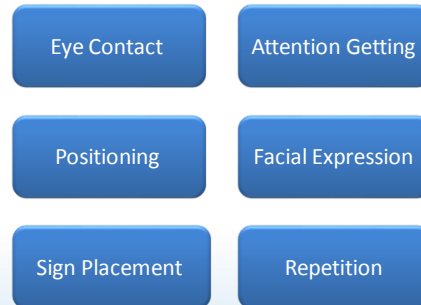 Eye Contact
Attention Getting
Positioning
Facial Expression
Sign Placement
Repetition